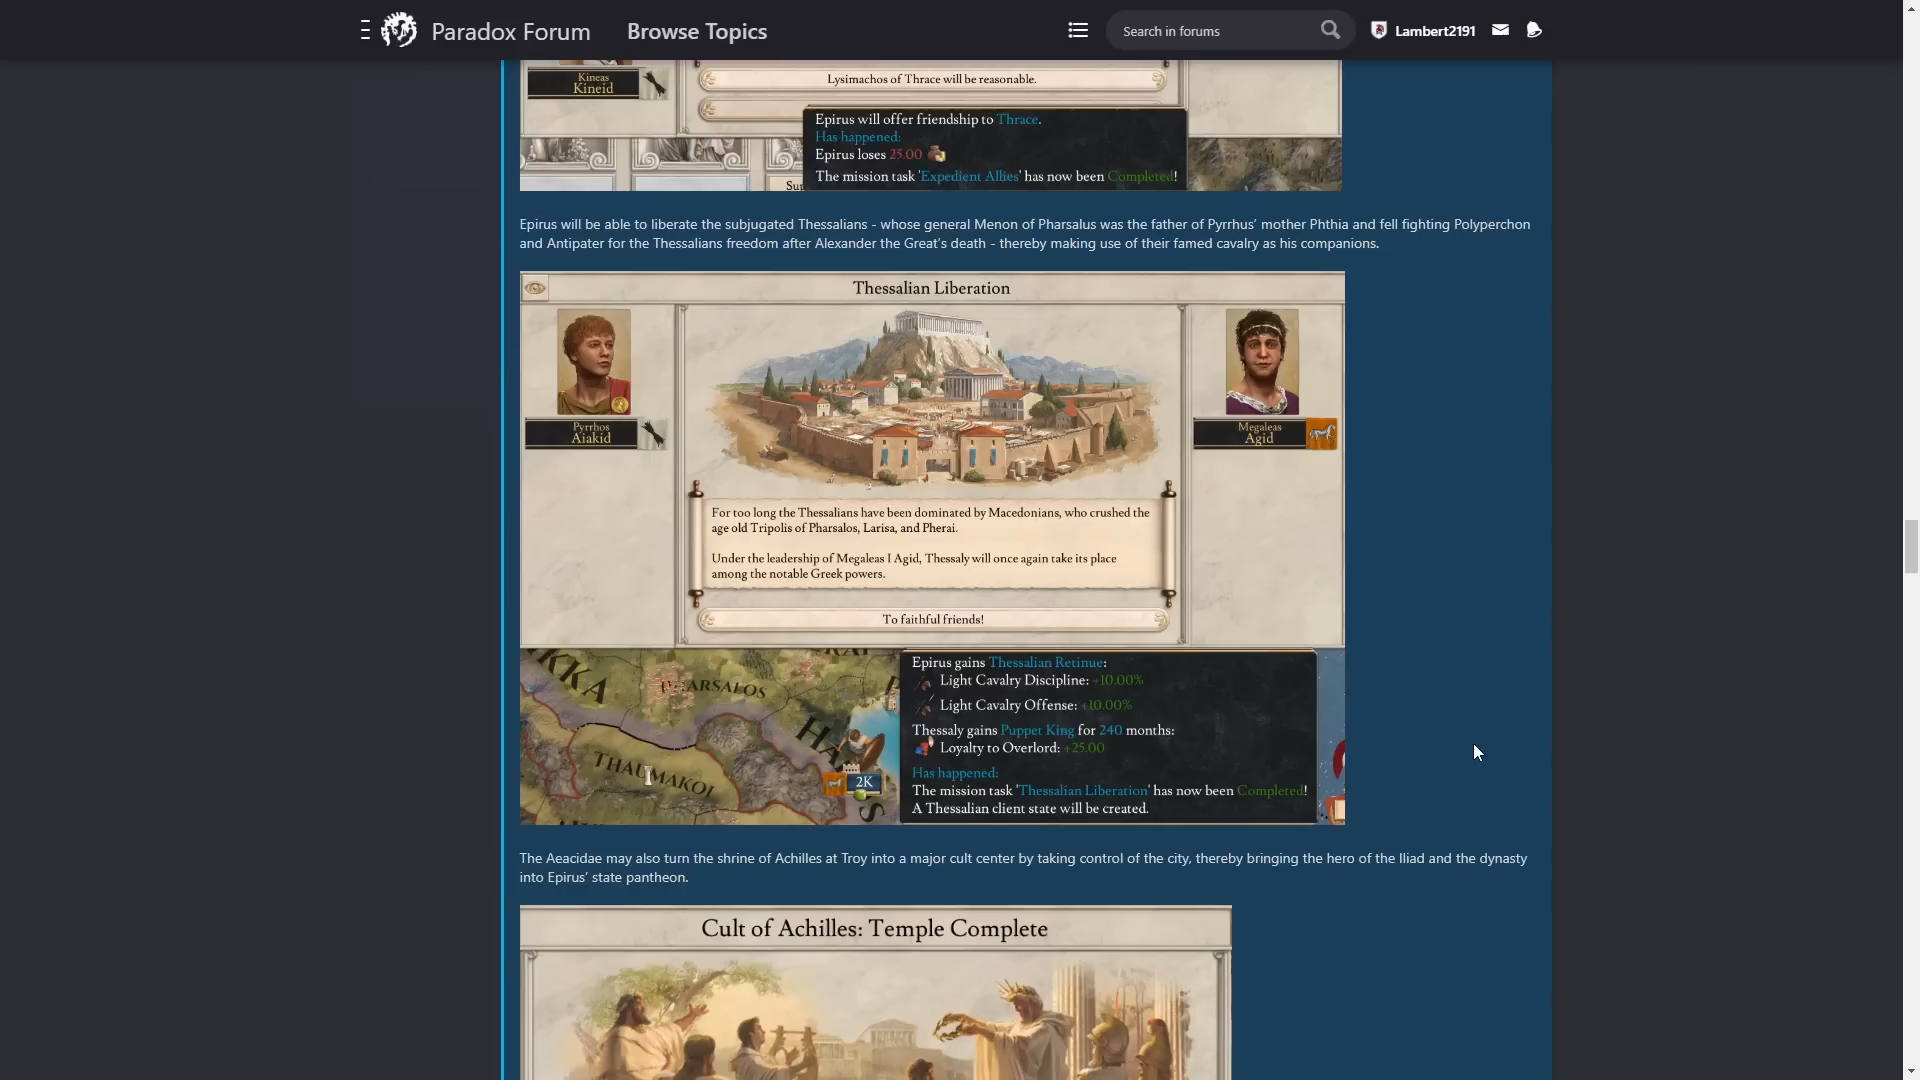 Paradox Forum
Browse Topics
Search in forums
Lambert2191
Kineas
Kineid
Lysimachos of Thrace will be reasonable.
Epirus will offer friendship to Thrace.
Has happened:
Epirus loses 25.00
The mission task 'Expedient Allies' has now been Completed!
Epirus will be able to liberate the subjugated Thessalians - whose general Menon of Pharsalus was the father of Pyrrhus’ mother Phthia and fell fighting Polyperchon
and Antipater for the Thessalians freedom after Alexander the Great’s death - thereby making use of their famed cavalry as his companions.
Thessalian Liberation
Pyrrhos
Aiakid
Megaleas
Agid
For too long the Thessalians have been dominated by Macedonians, who crushed the
age old Tripolis of Pharsalos, Larisa, and Pherai.
Under the leadership of Megaleas I Agid, Thessaly will once again take its place
among the notable Greek powers.
To faithful friends!
THAUMAKOI
2K
Epirus gains Thessalian Retinue:
Light Cavalry Discipline: +10.00%
Light Cavalry Offense: +10.00%
Thessaly gains Puppet King for 240 months:
Loyalty to Overlord: +25.00
Has happened:
The mission task 'Thessalian Liberation' has now been Completed!
A Thessalian client state will be created.
The Aeacidae may also turn the shrine of Achilles at Troy into a major cult center by taking control of the city, thereby bringing the hero of the Iliad and the dynasty
into Epirus’ state pantheon.
Cult of Achilles: Temple Complete